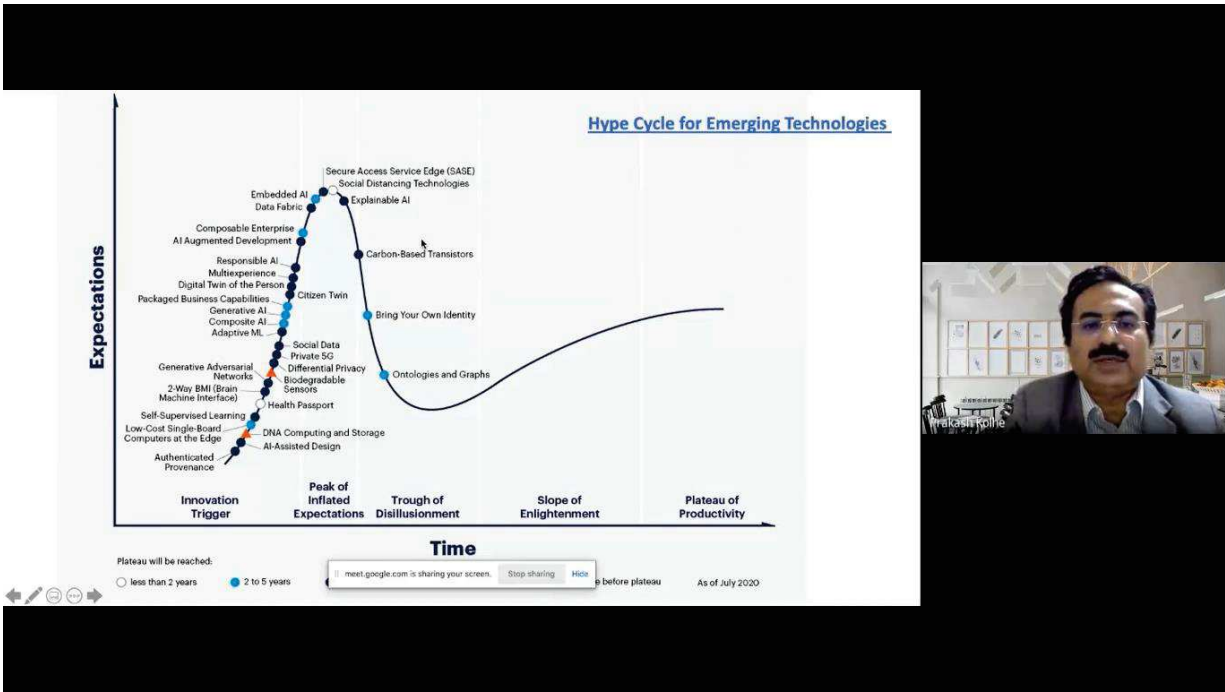 Hype Cycle for Emerging Technologies
Secure Access Service Edge (SASE)
Social Distancing Technologies
Embedded AI
Explainable AI
Data Fabric
Composable Enterprise
AI Augmented Development
Carbon-Based Transistors
Responsible AI
Multiexperience
Digital Twin of the Person
Citizen Twin
Packaged Business Capabilities
Generative AI
Bring Your Own Identity
Composite AI
Adaptive ML
Social Data
Private 5G
Differential Privacy
Generative Adversarial
Networks
Biodegradable
Sensors
Ontologies and Graphs
2-Way BMI (Brain
Machine Interface)
Health Passport
Self-Supervised Learning
Low-Cost Single-Board
Computers at the Edge
DNA Computing and Storage
AI-Assisted Design
Authenticated
Provenance
Expectations
Innovation
Trigger
Peak of
Inflated
Expectations
Trough of
Disillusionment
Slope of
Enlightenment
Plateau of
Productivity
Time
Plateau will be reached:
less than 2 years
2 to 5 years
meet.google.com is sharing your screen.
Stop sharing
Hide
e before plateau
As of July 2020
Prakash Kolhe